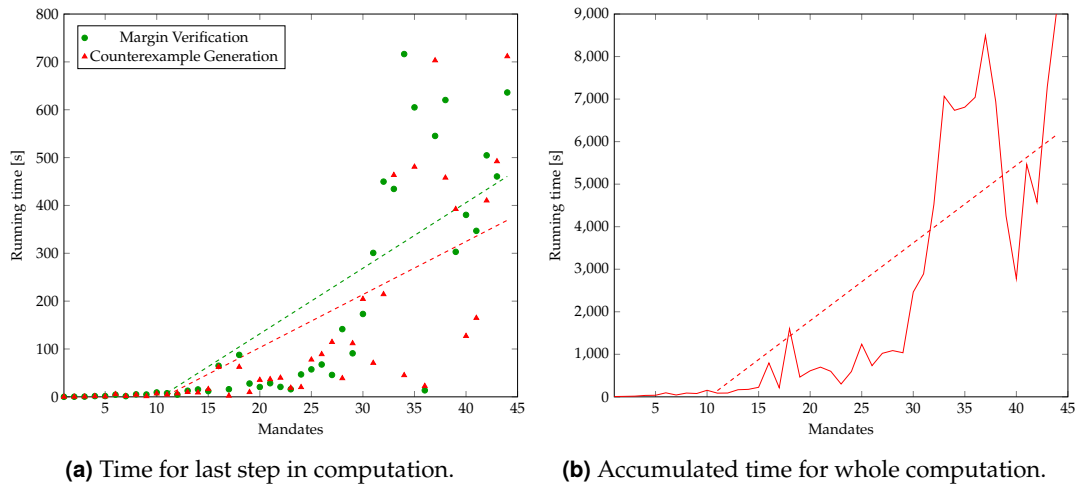 800
700
600
500
400
300
200
100
0
Running time [s]
Margin Verification
Counterexample Generation
5 10 15 20 25 30 35 40 45
Mandates
(a) Time for last step in computation.
9,000
8,000
7,000
6,000
5,000
4,000
3,000
2,000
1,000
0
Running time [s]
5 10 15 20 25 30 35 40 45
Mandates
(b) Accumulated time for whole computation.